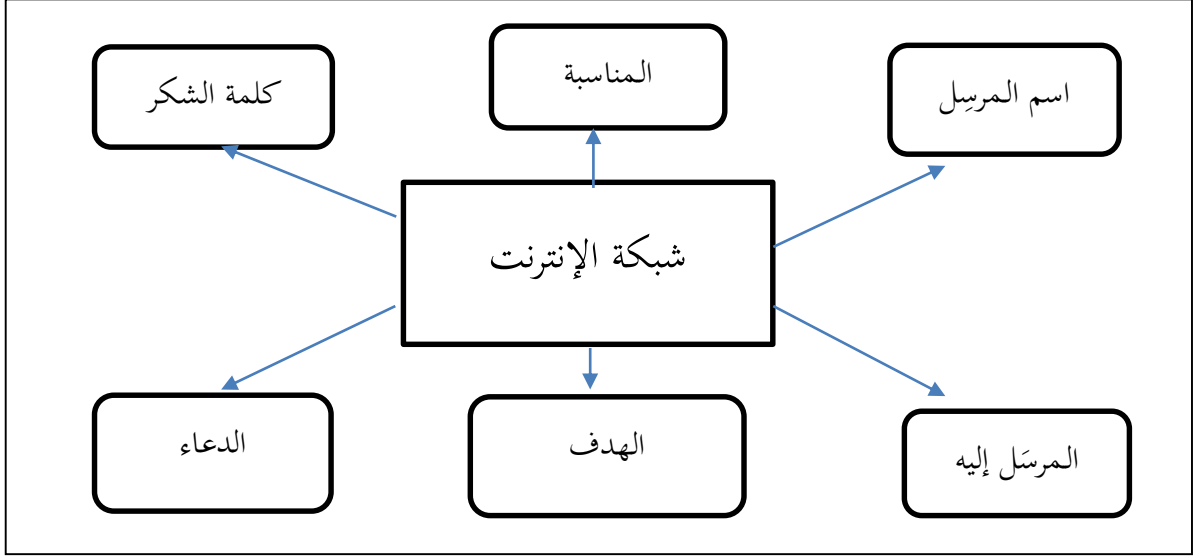 اسم المرسِل
المناسبة
كلمة الشكر
شبكة الإنترنت
المرسَل إليه
الهدف
الدعاء